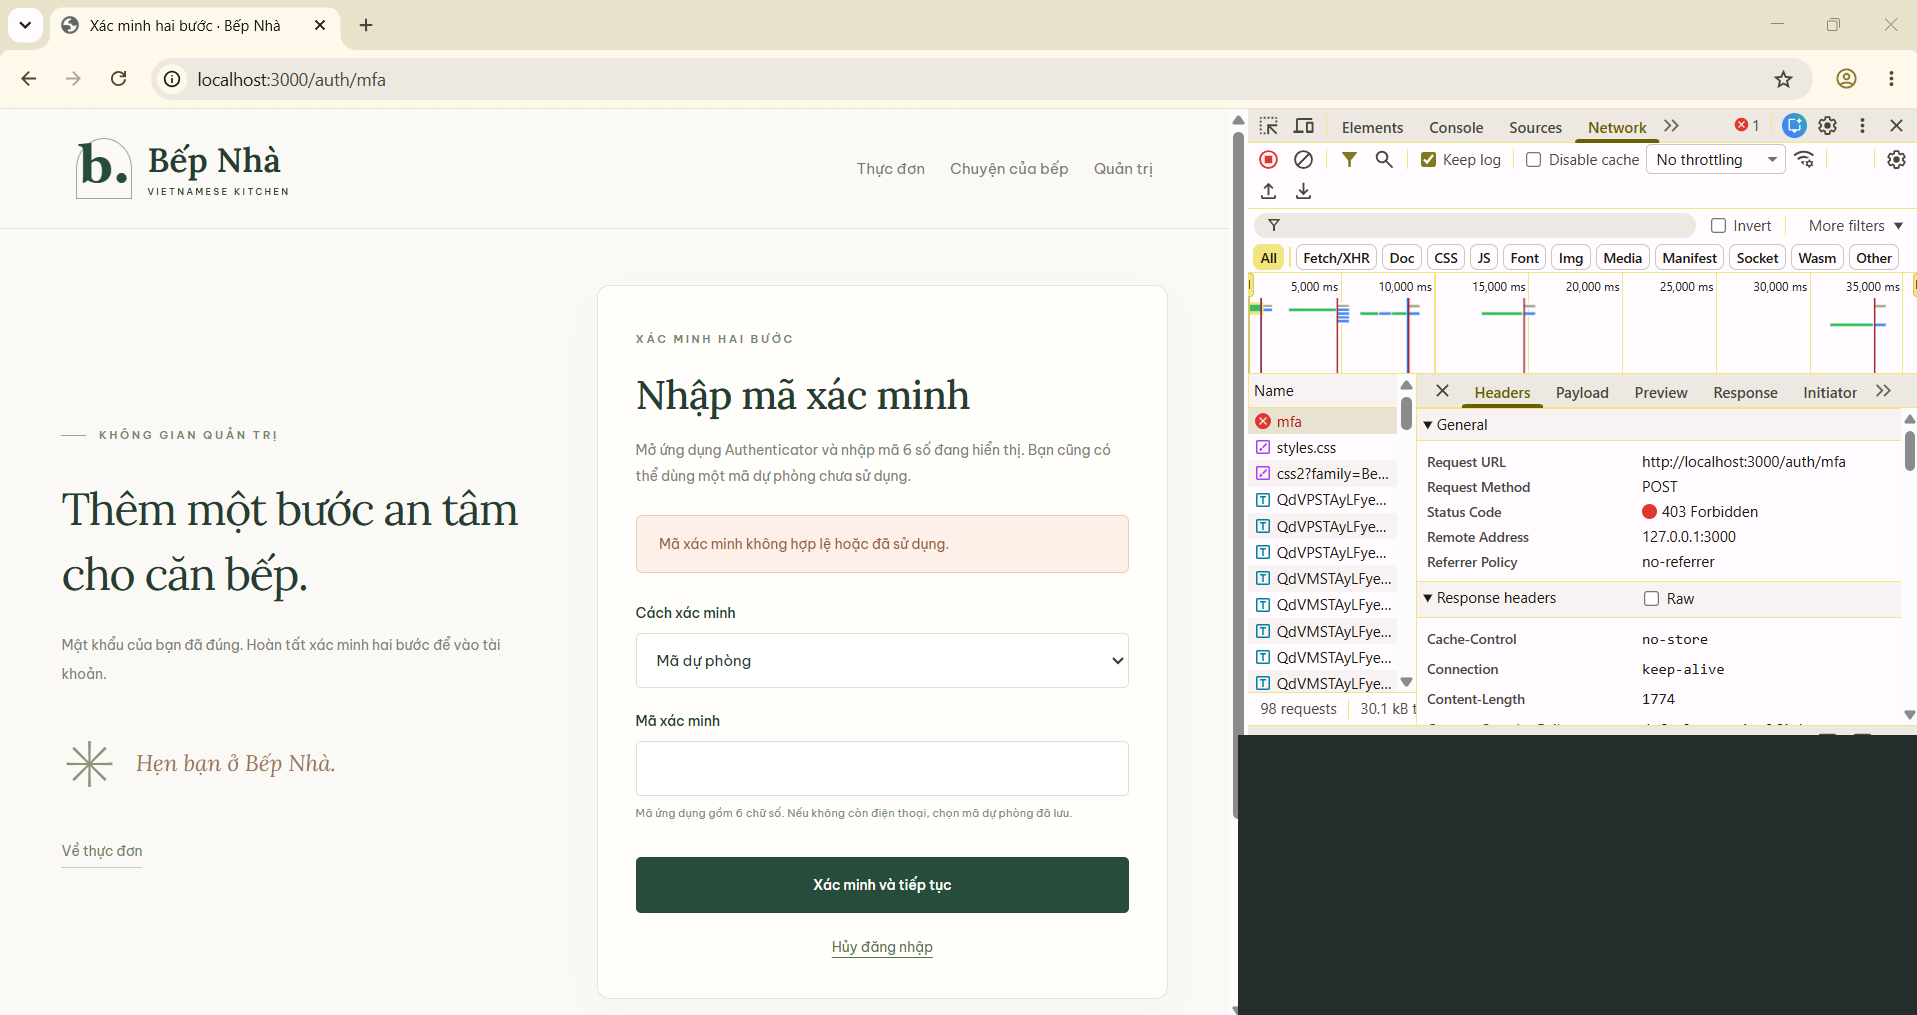 Xác minh hai bước · Bếp Nhà
localhost:3000/auth/mfa
b.
Bếp Nhà
VIETNAMESE KITCHEN
Thực đơn
Chuyện của bếp
Quản trị
KHÔNG GIAN QUẢN TRỊ
Thêm một bước an tâm
cho căn bếp.
Mật khẩu của bạn đã đúng. Hoàn tất xác minh hai bước để vào tài
khoản.
Hẹn bạn ở Bếp Nhà.
Về thực đơn
XÁC MINH HAI BƯỚC
Nhập mã xác minh
Mở ứng dụng Authenticator và nhập mã 6 số đang hiển thị. Bạn cũng có
thể dùng một mã dự phòng chưa sử dụng.
Mã xác minh không hợp lệ hoặc đã sử dụng.
Cách xác minh
Mã dự phòng
Mã xác minh
Mã ứng dụng gồm 6 chữ số. Nếu không còn điện thoại, chọn mã dự phòng đã lưu.
Xác minh và tiếp tục
Hủy đăng nhập
Elements
Console
Sources
Network
1
Keep log
Disable cache
No throttling
Invert
More filters
All
Fetch/XHR
Doc
CSS
JS
Font
Img
Media
Manifest
Socket
Wasm
Other
5,000 ms
10,000 ms
15,000 ms
20,000 ms
25,000 ms
30,000 ms
35,000 ms
Name
mfa
styles.css
css2?family=Be...
QdVPSTAyLFye...
QdVPSTAyLFye...
QdVPSTAyLFye...
QdVMSTAyLFye...
QdVMSTAyLFye...
QdVMSTAyLFye...
QdVMSTAyLFye...
QdVMSTAyLFye...
98 requests
30.1 kB t
Headers
Payload
Preview
Response
Initiator
General
Request URL http://localhost:3000/auth/mfa
Request Method POST
Status Code 403 Forbidden
Remote Address 127.0.0.1:3000
Referrer Policy no-referrer
Response headers
Raw
Cache-Control no-store
Connection keep-alive
Content-Length 1774